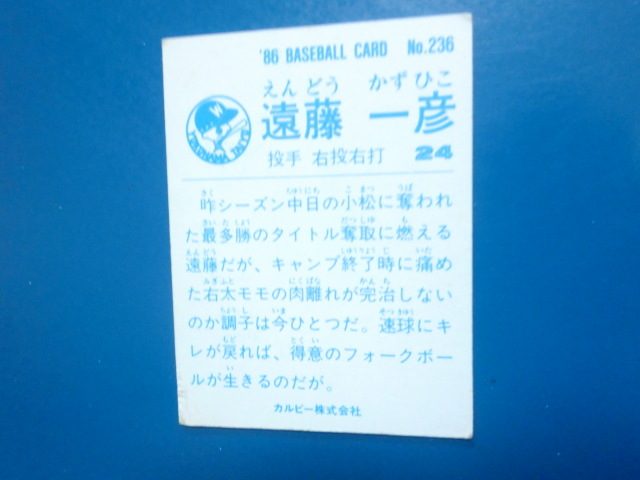 '86 BASEBALL CARD No.236
えんどう かずひこ
遠藤 一彦
YOKOHAMA TAIYO
投手 右投右打 24
昨シーズン中日の小松に奪われ
た最多勝のタイトル奪取に燃える
遠藤だが、キャンプ終了時に痛め
た右太モモの肉離れが完治しない
のか調子は今ひとつだ。速球にキ
レが戻れば、得意のフォークボー
ルが生きるのだが。
カルビー株式会社